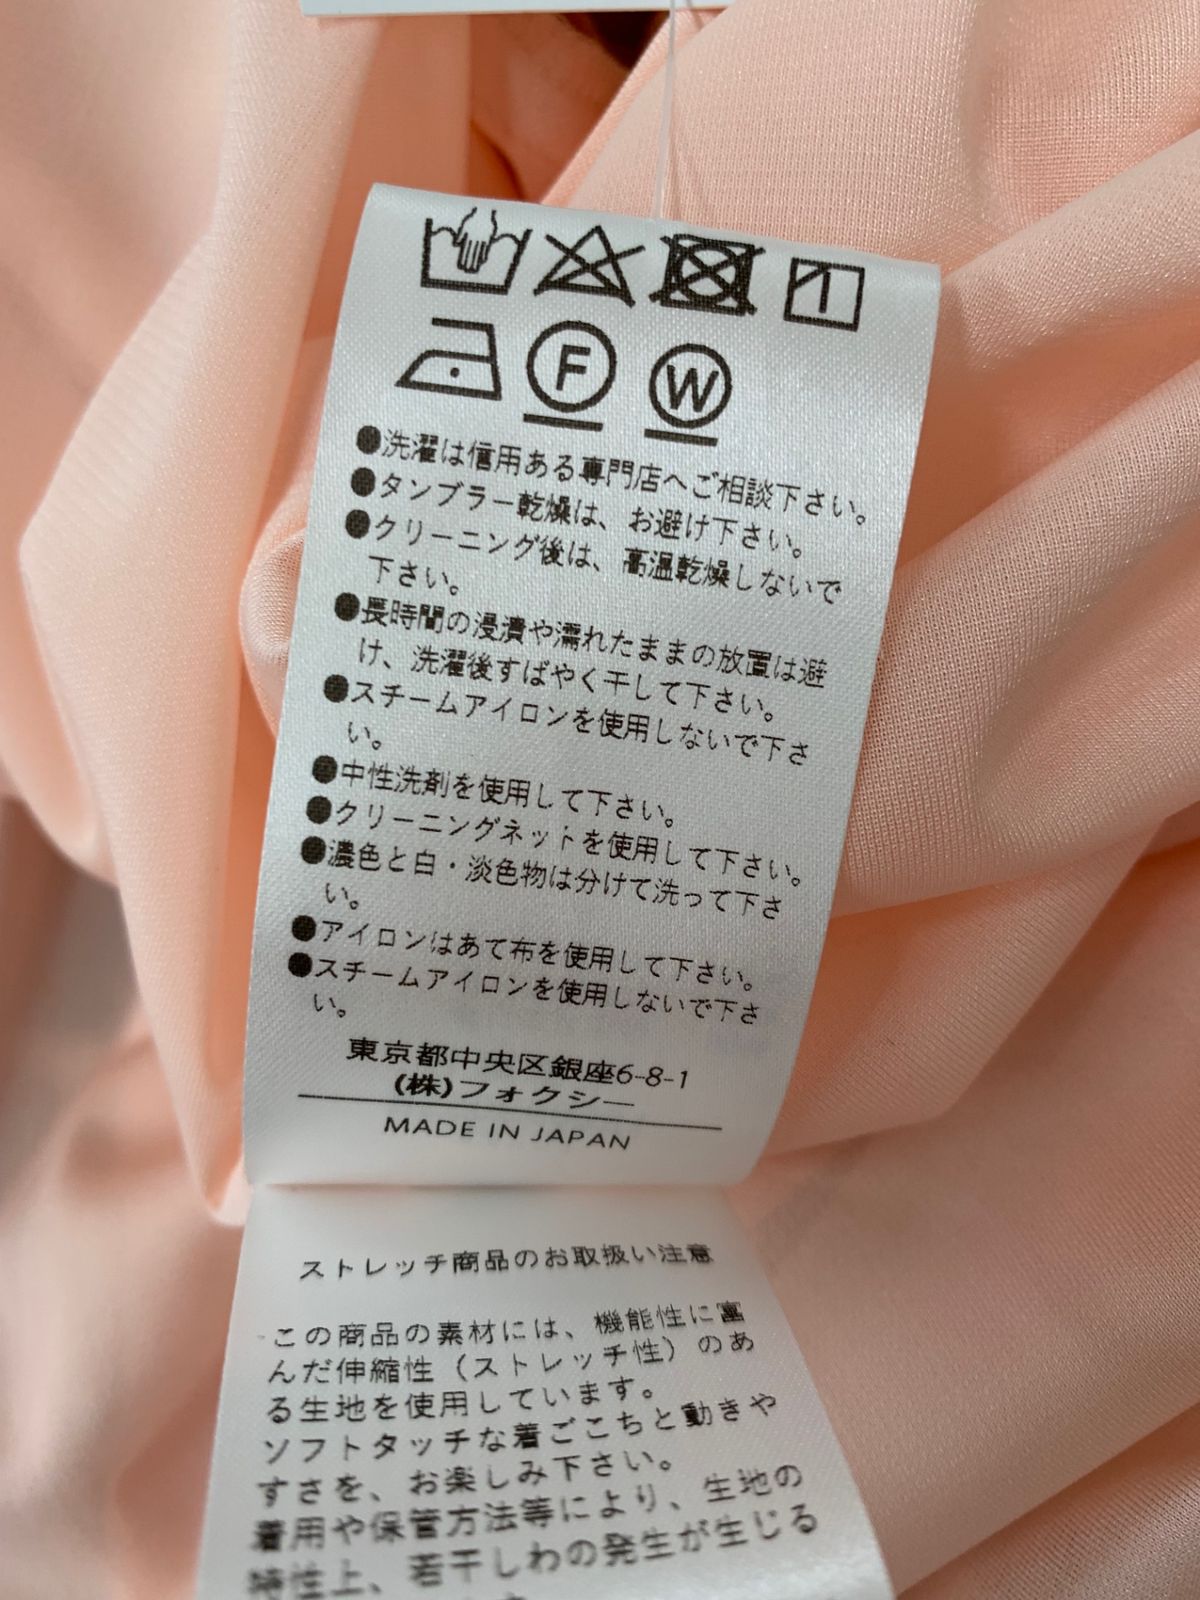 F W
●洗濯は信用ある専門店へご相談下さい。
●タンブラー乾燥は、お避け下さい。
●クリーニング後は、高温乾燥しないで
下さい。
●長時間の浸漬や濡れたままの放置は避
け、洗濯後すばやく干して下さい。
●スチームアイロンを使用しないで下さ
い。
●中性洗剤を使用して下さい。
●クリーニングネットを使用して下さい。
●濃色と白・淡色物は分けて洗って下さ
い。
●アイロンはあて布を使用して下さい。
●スチームアイロンを使用しないで下さ
い。
東京都中央区銀座6-8-1
(株)フォクシー
MADE IN JAPAN
ストレッチ商品のお取扱い注意
この商品の素材には、機能性に富
んだ伸縮性（ストレッチ性）のあ
る生地を使用しています。
ソフトタッチな着ごこちと動きや
すさを、お楽しみ下さい。
着用や保管方法等により、生地の
特性上、若干しわの発生が生じる